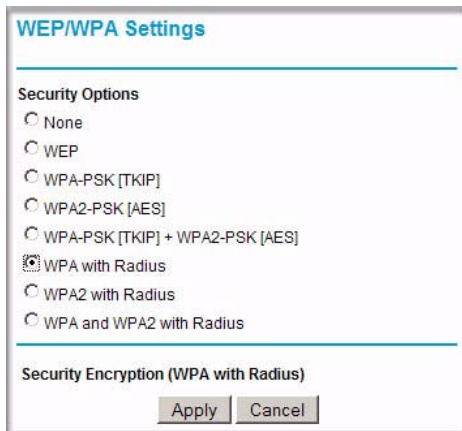 WEP/WPA Settings
Security Options
None
WEP
WPA-PSK [TKIP]
WPA2-PSK [AES]
WPA-PSK [TKIP] + WPA2-PSK [AES]
WPA with Radius
WPA2 with Radius
WPA and WPA2 with Radius
Security Encryption (WPA with Radius)
Apply Cancel